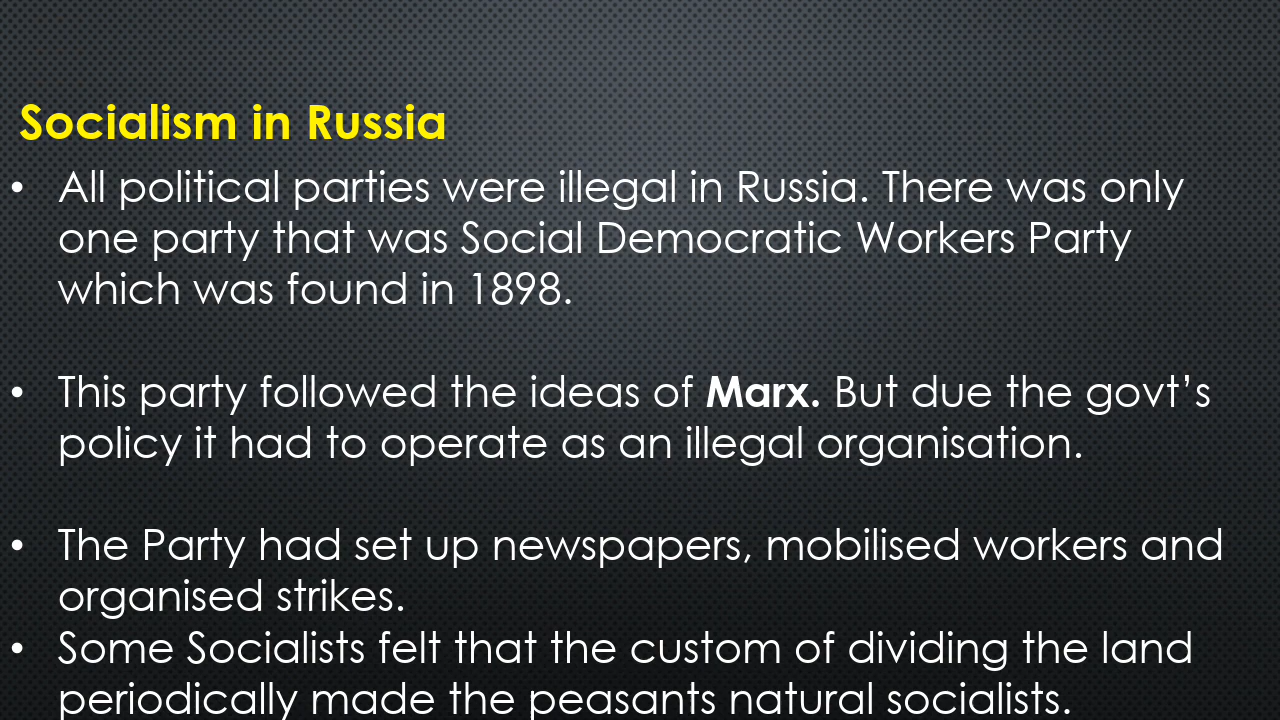 Socialism in Russia
• All political parties were illegal in Russia. There was only
one party that was Social Democratic Workers Party
which was found in 1898.
• This party followed the ideas of Marx. But due the govt’s
policy it had to operate as an illegal organisation.
• The Party had set up newspapers, mobilised workers and
organised strikes.
• Some Socialists felt that the custom of dividing the land
periodically made the peasants natural socialists.